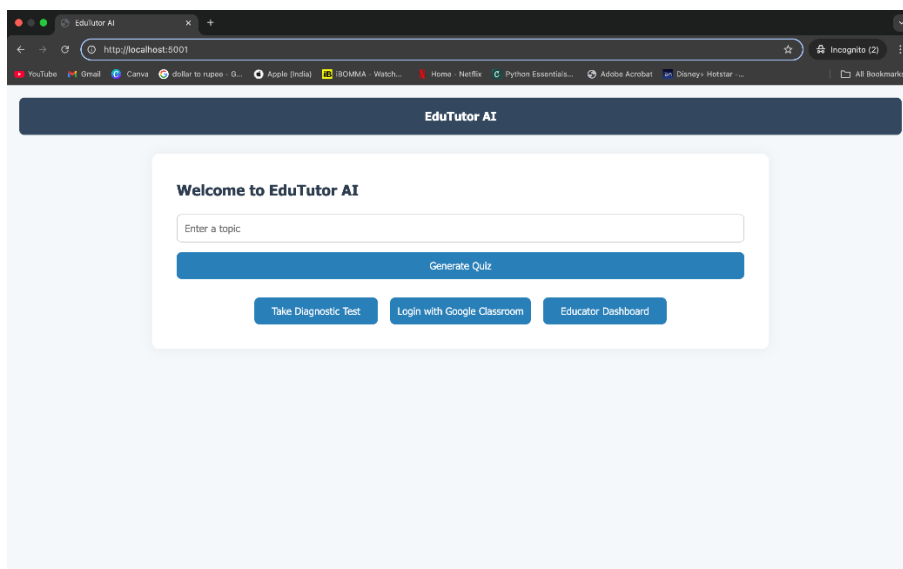 EduTutor AI
http://localhost:5001
Incognito (2)
YouTube Gmail Canva dollar to rupee - G... Apple (India) iB iBOMMA - Watch... Home - Netflix Python Essentials... Adobe Acrobat Disney+ Hotstar -... All Bookmarks
EduTutor AI
Welcome to EduTutor AI
Enter a topic
Generate Quiz
Take Diagnostic Test Login with Google Classroom Educator Dashboard